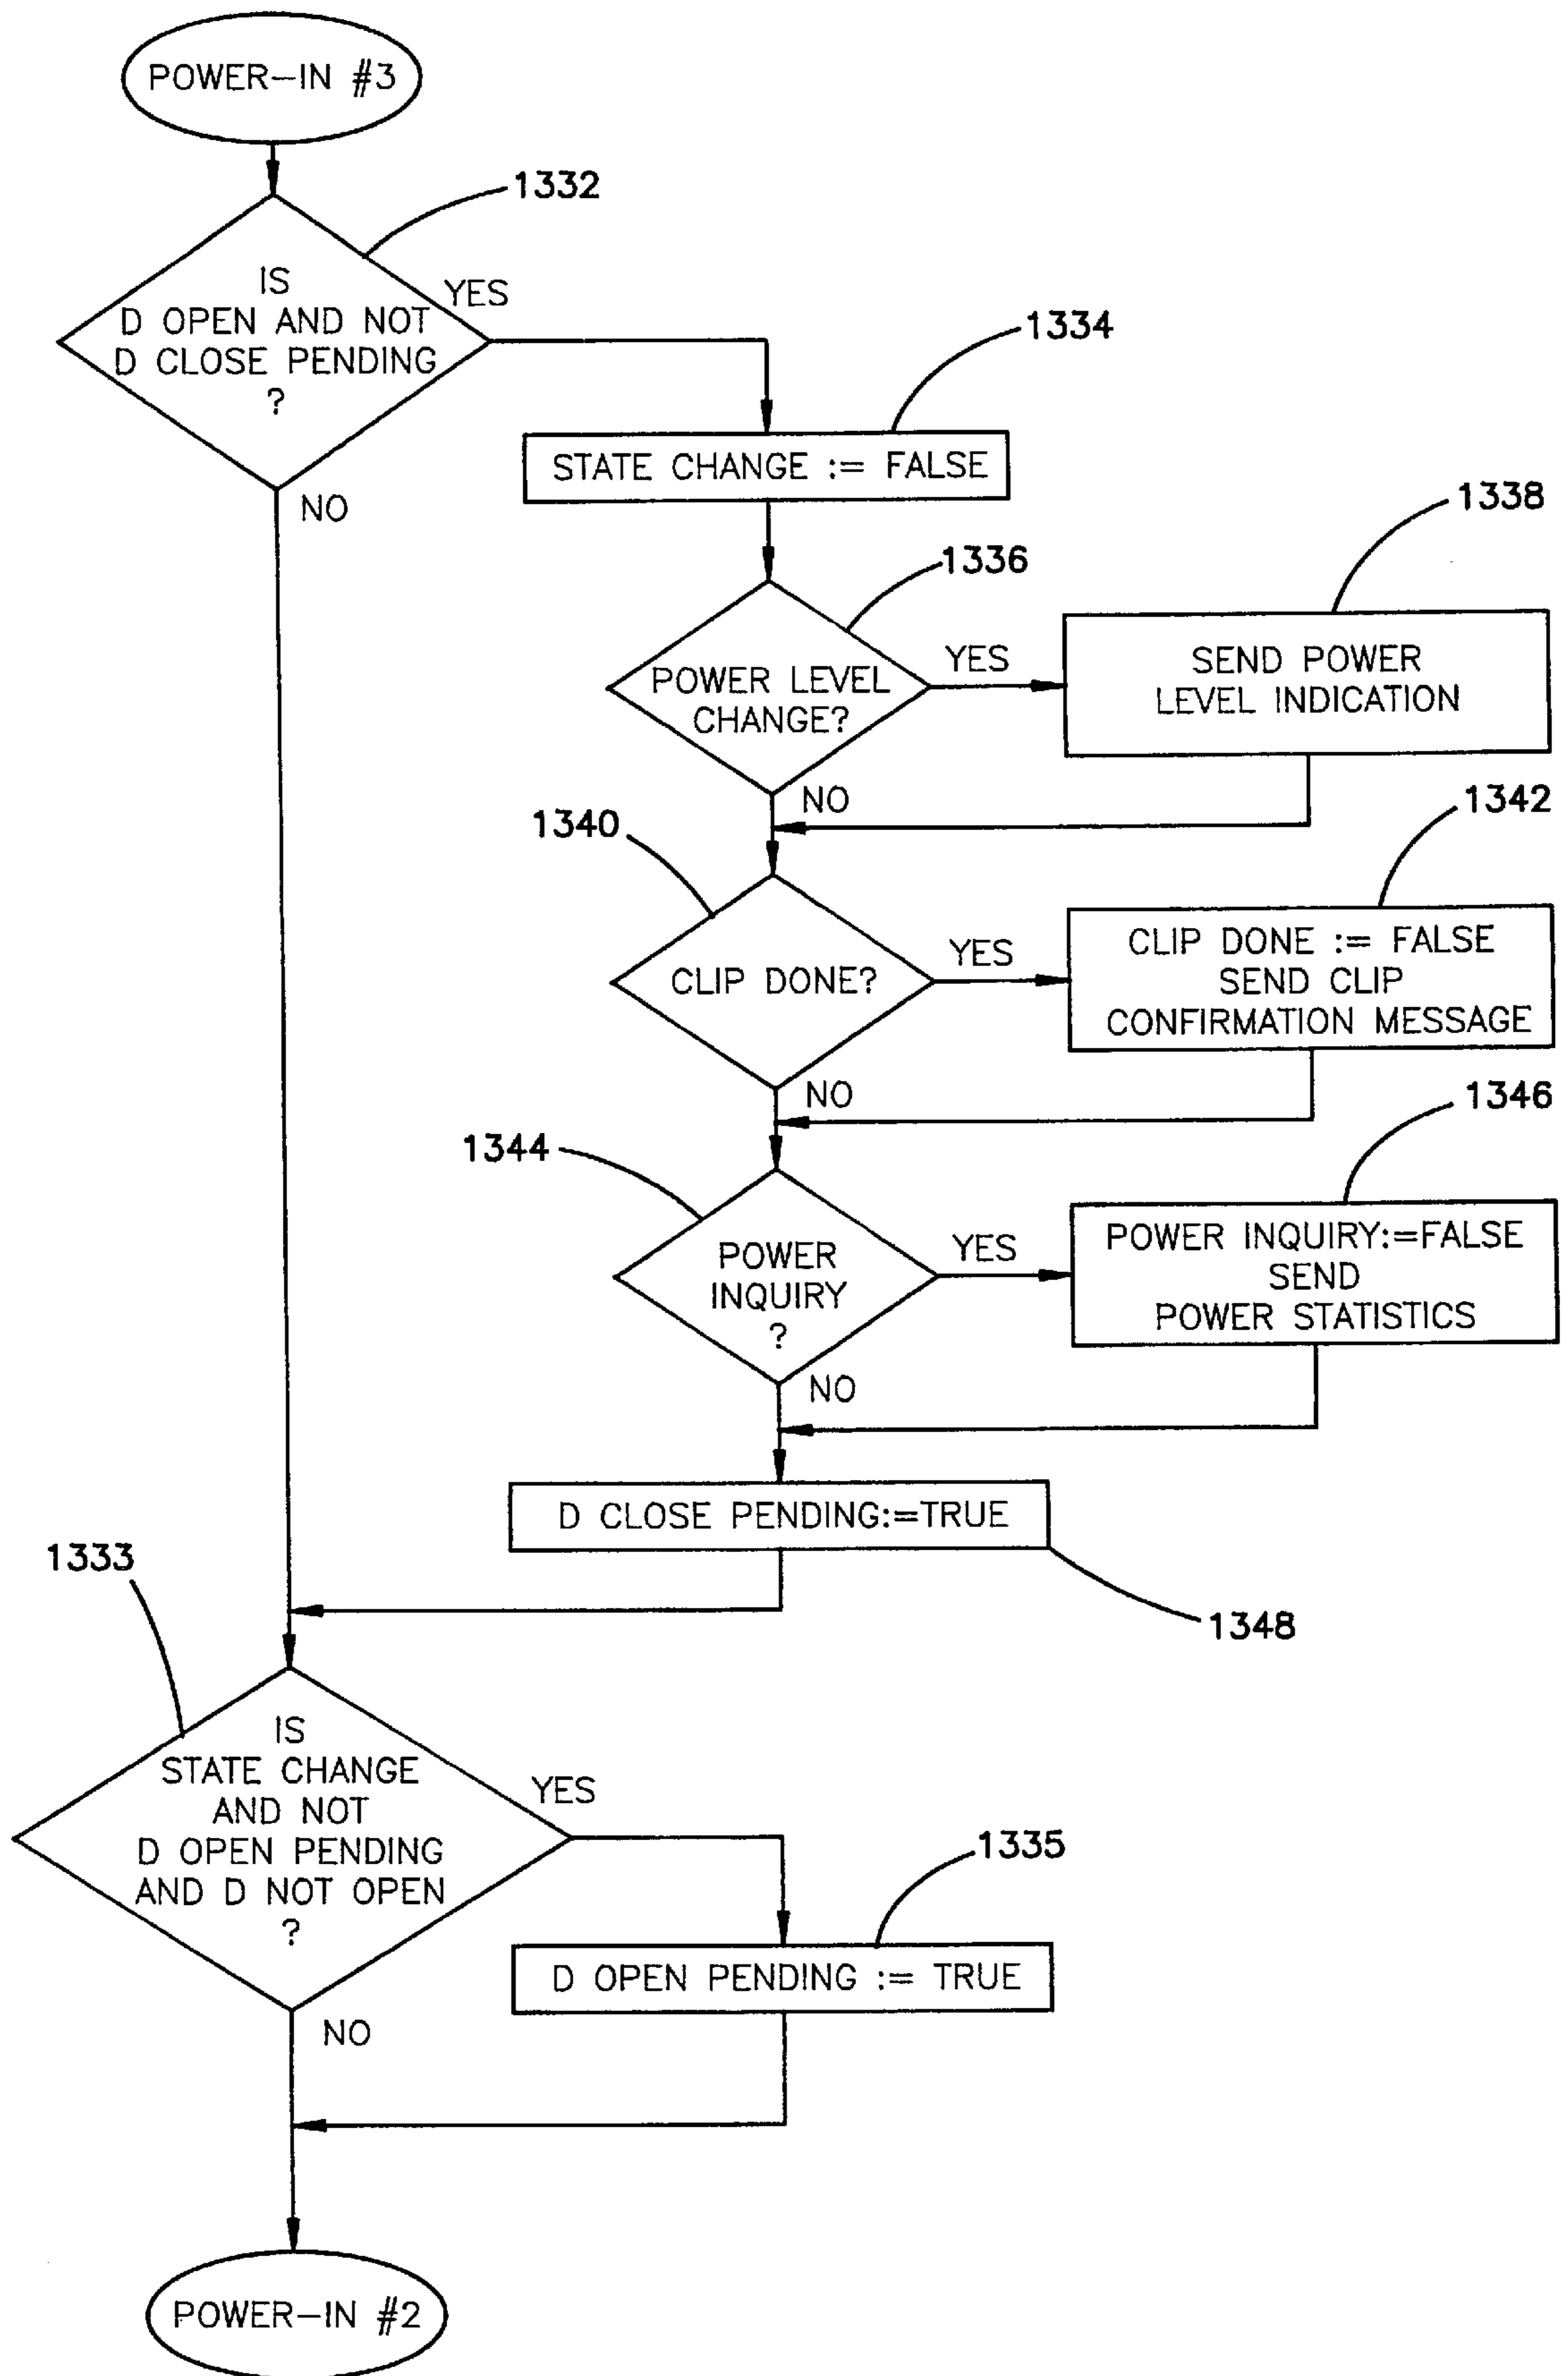 POWER-IN #3
1332
IS
D OPEN AND NOT
D CLOSE PENDING
?
YES
NO
1334
STATE CHANGE := FALSE
1336
POWER LEVEL
CHANGE?
YES
NO
1338
SEND POWER
LEVEL INDICATION
1340
CLIP DONE?
YES
NO
1342
CLIP DONE := FALSE
SEND CLIP
CONFIRMATION MESSAGE
1344
POWER
INQUIRY
?
YES
NO
1346
POWER INQUIRY:=FALSE
SEND
POWER STATISTICS
D CLOSE PENDING:=TRUE
1348
1333
IS
STATE CHANGE
AND NOT
D OPEN PENDING
AND D NOT OPEN
?
YES
NO
1335
D OPEN PENDING := TRUE
POWER-IN #2